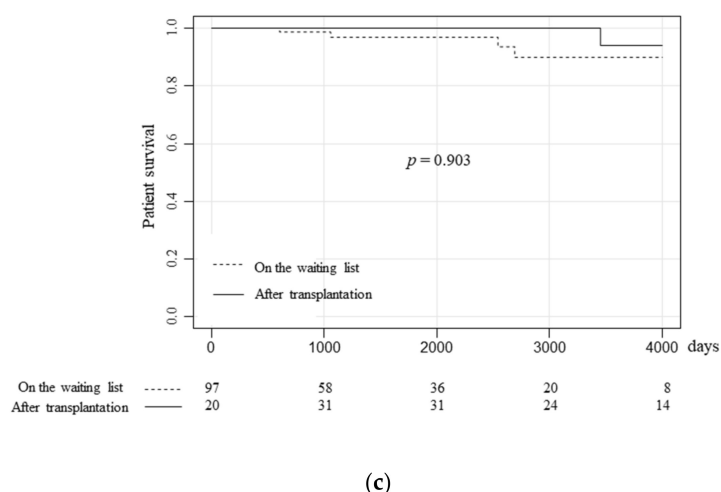 1.0
0.8
0.6
0.4
0.2
0.0
Patient survival
p = 0.903
On the waiting list
After transplantation
0 1000 2000 3000 4000 days
On the waiting list 97 58 36 20 8
After transplantation 20 31 31 24 14
(c)